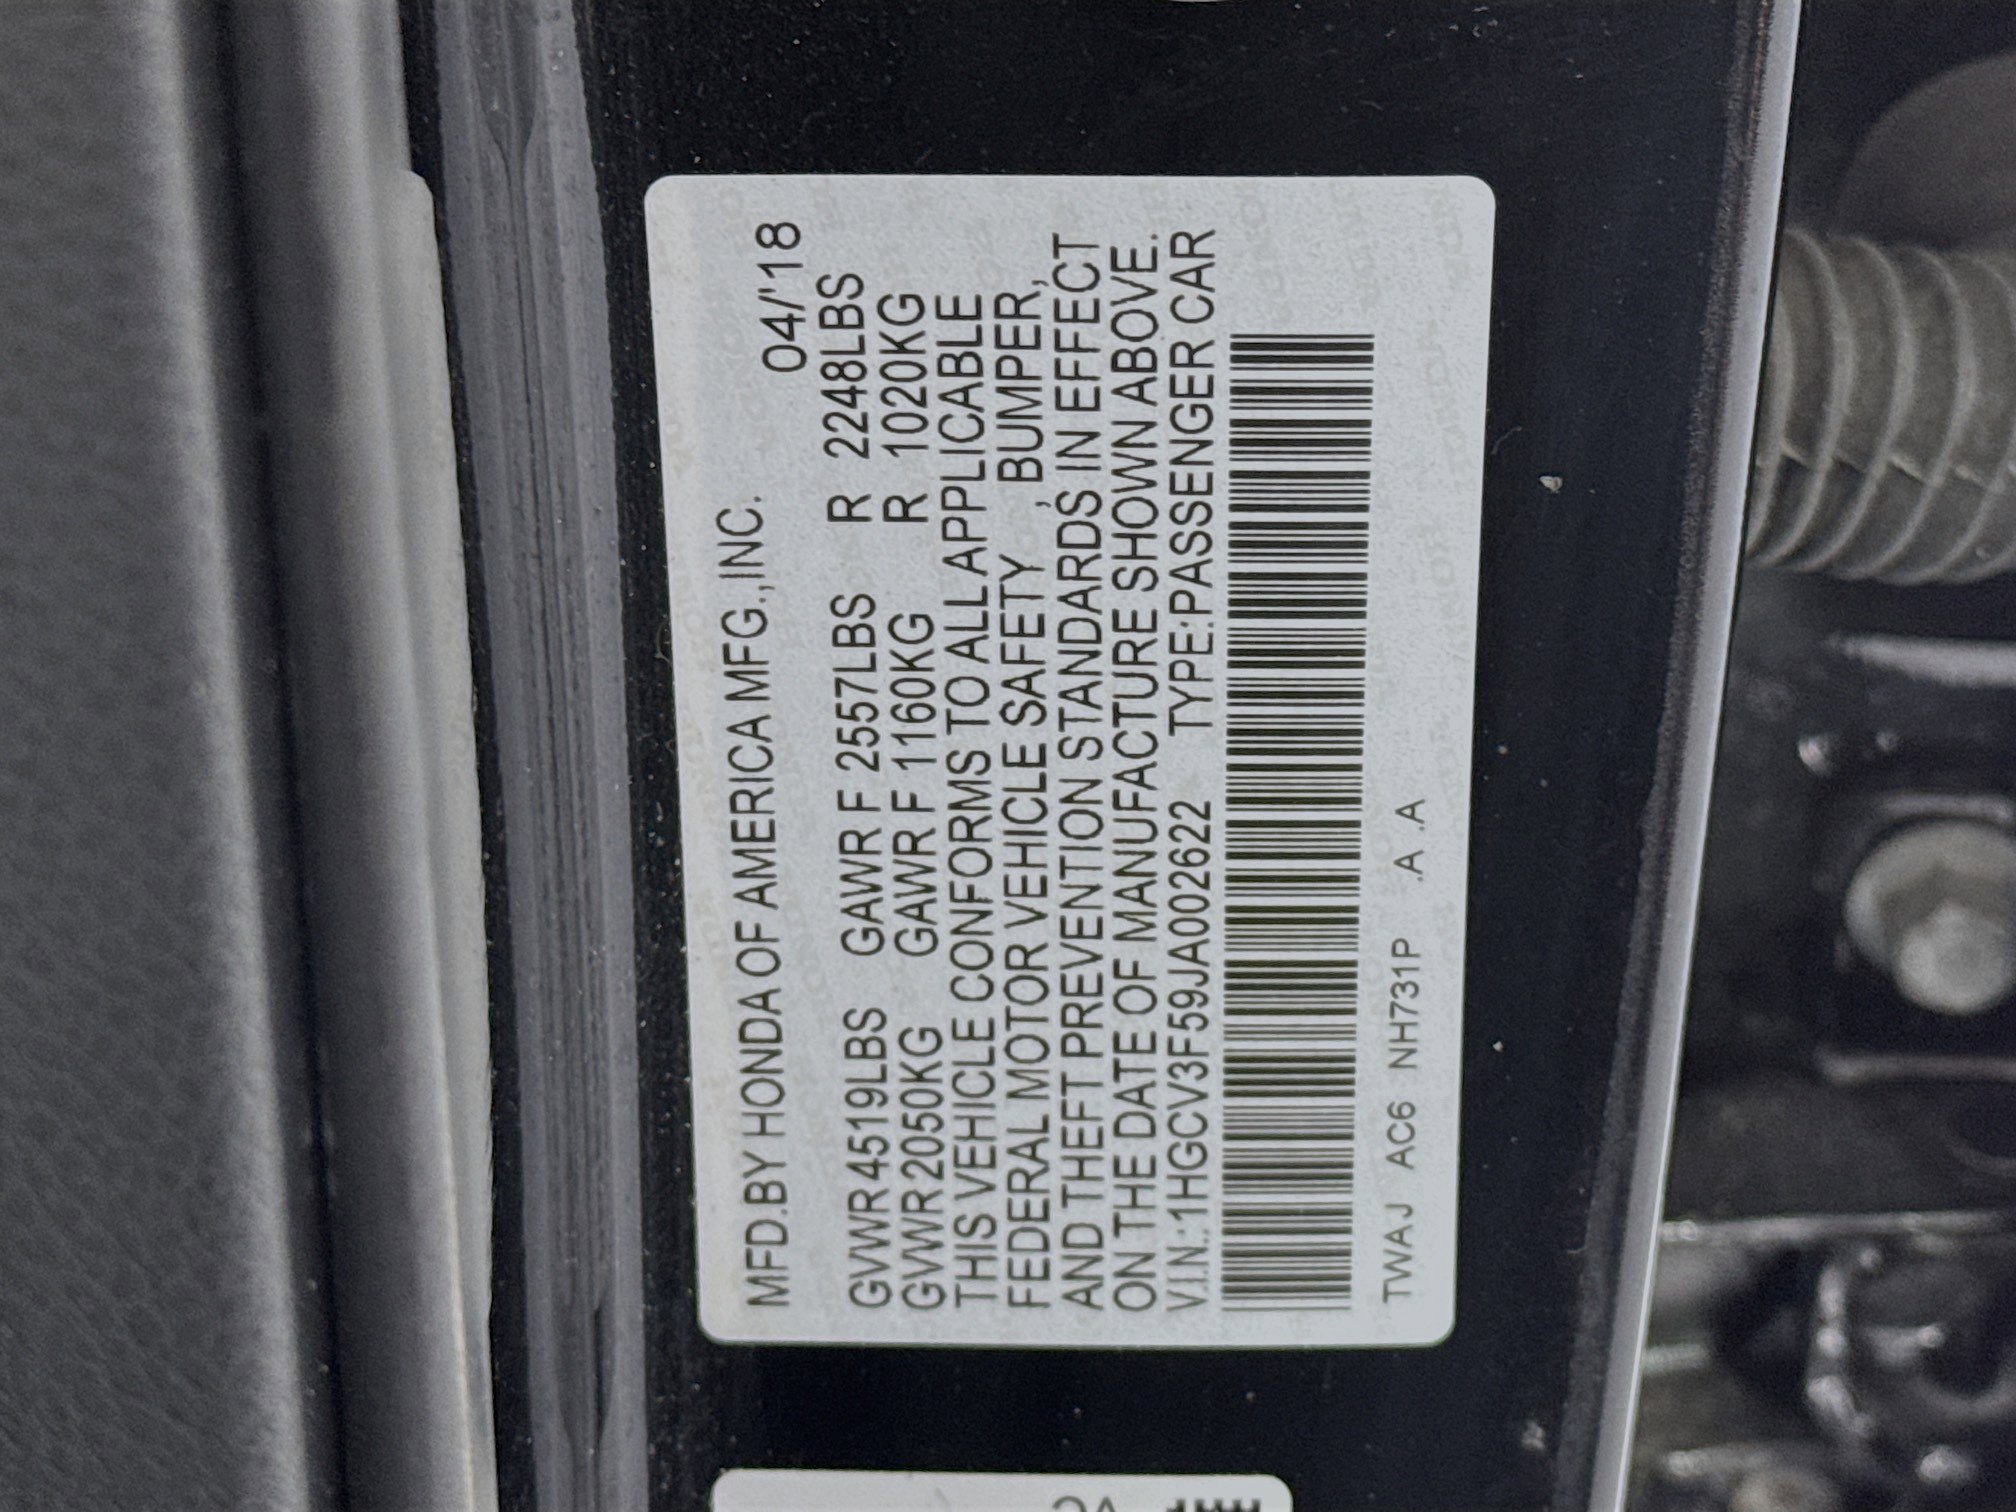 MFD.BY HONDA OF AMERICA MFG.,INC. 04/'18
GVWR 4519LBS GAWR F 2557LBS R 2248LBS
GVWR 2050KG GAWR F 1160KG R 1020KG
THIS VEHICLE CONFORMS TO ALL APPLICABLE
FEDERAL MOTOR VEHICLE SAFETY , BUMPER,
AND THEFT PREVENTION STANDARDS IN EFFECT
ON THE DATE OF MANUFACTURE SHOWN ABOVE.
V.I.N.:1HGCV3F59JA002622 TYPE:PASSENGER CAR
TWAJ AC6 NH731P .A .A